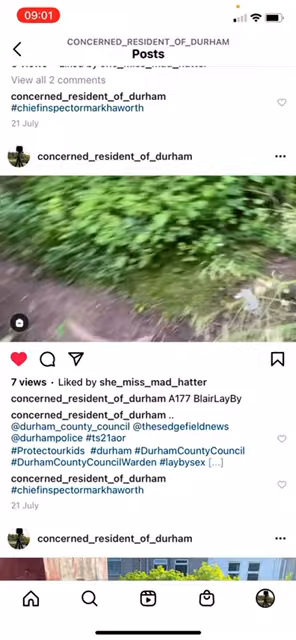 09:01
CONCERNED_RESIDENT_OF_DURHAM
Posts
View all 2 comments
concerned_resident_of_durham
#chiefinspectormarkhaworth
21 July
concerned_resident_of_durham
7 views · Liked by she_miss_mad_hatter
concerned_resident_of_durham A177 BlairLayBy
concerned_resident_of_durham ..
@durham_county_council @thesedgefieldnews
@durhampolice #ts21aor
#Protectourkids #durham #DurhamCountyCouncil
#DurhamCountyCouncilWarden #laybysex [...]
concerned_resident_of_durham
#chiefinspectormarkhaworth
21 July
concerned_resident_of_durham